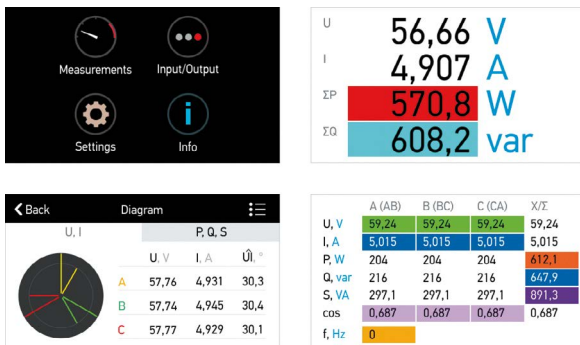 Measurements Input/Output
Settings Info
U 56,66 V
I 4,907 A
ΣP 570,8 W
ΣQ 608,2 var
Back Diagram
U, I P, Q, S
U, V I, A ÛI, °
A 57,76 4,931 30,3
B 57,74 4,945 30,4
C 57,77 4,929 30,1
A (AB) B (BC) C (CA) X/Σ
U, V 59,24 59,24 59,24 59,24
I, A 5,015 5,015 5,015 5,015
P, W 204 204 204 612,1
Q, var 216 216 216 647,9
S, VA 297,1 297,1 297,1 891,3
cos 0,687 0,687 0,687 0,687
f, Hz 0